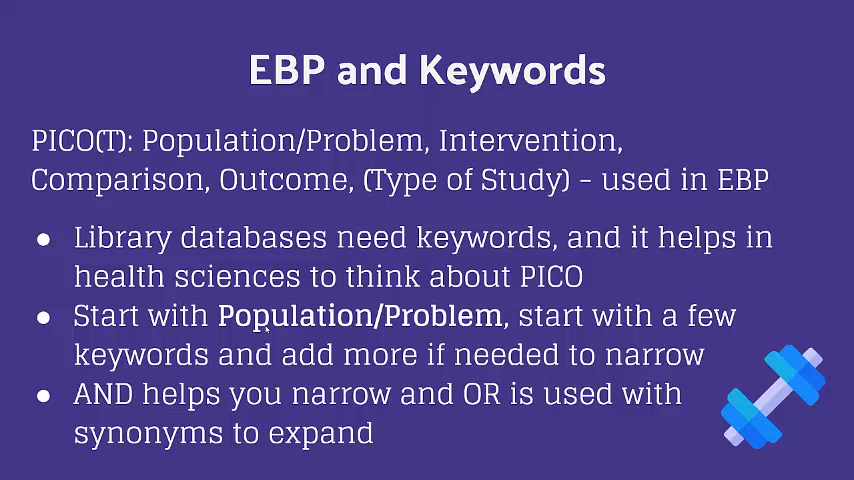 EBP and Keywords
PICO(T): Population/Problem, Intervention,
Comparison, Outcome, (Type of Study) – used in EBP
● Library databases need keywords, and it helps in
health sciences to think about PICO
● Start with Population/Problem, start with a few
keywords and add more if needed to narrow
● AND helps you narrow and OR is used with
synonyms to expand